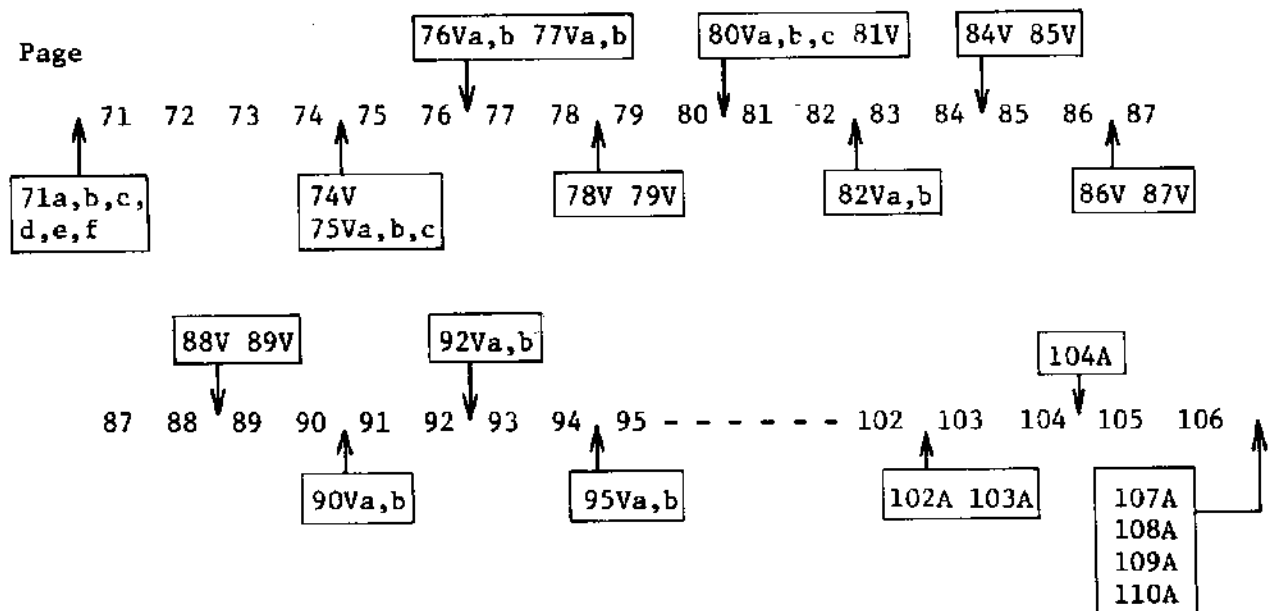 Page
76Va,b 77Va,b 80Va,b,c 81V 84V 85V
71 72 73 74 75 76 77 78 79 80 81 82 83 84 85 86 87
71a,b,c,
d,e,f
74V
75Va,b,c
78V 79V
82Va,b
86V 87V
88V 89V 92Va,b 104A
87 88 89 90 91 92 93 94 95 - - - - - - 102 103 104 105 106
90Va,b 95Va,b 102A 103A
107A
108A
109A
110A